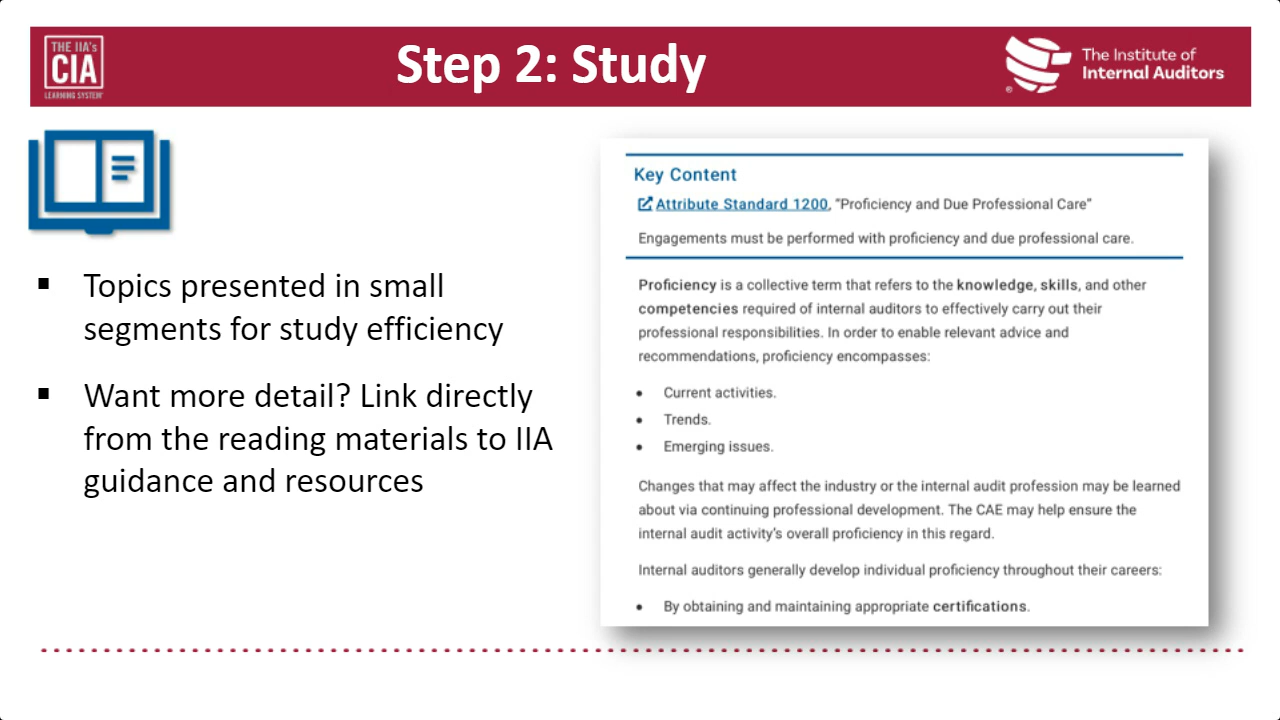 THE IIA's
CIA
LEARNING SYSTEM®
Step 2: Study
The Institute of
Internal Auditors
®
▪ Topics presented in small
segments for study efficiency
▪ Want more detail? Link directly
from the reading materials to IIA
guidance and resources
Key Content
Attribute Standard 1200, “Proficiency and Due Professional Care”
Engagements must be performed with proficiency and due professional care.
Proficiency is a collective term that refers to the knowledge, skills, and other
competencies required of internal auditors to effectively carry out their
professional responsibilities. In order to enable relevant advice and
recommendations, proficiency encompasses:
• Current activities.
• Trends.
• Emerging issues.
Changes that may affect the industry or the internal audit profession may be learned
about via continuing professional development. The CAE may help ensure the
internal audit activity’s overall proficiency in this regard.
Internal auditors generally develop individual proficiency throughout their careers:
• By obtaining and maintaining appropriate certifications.